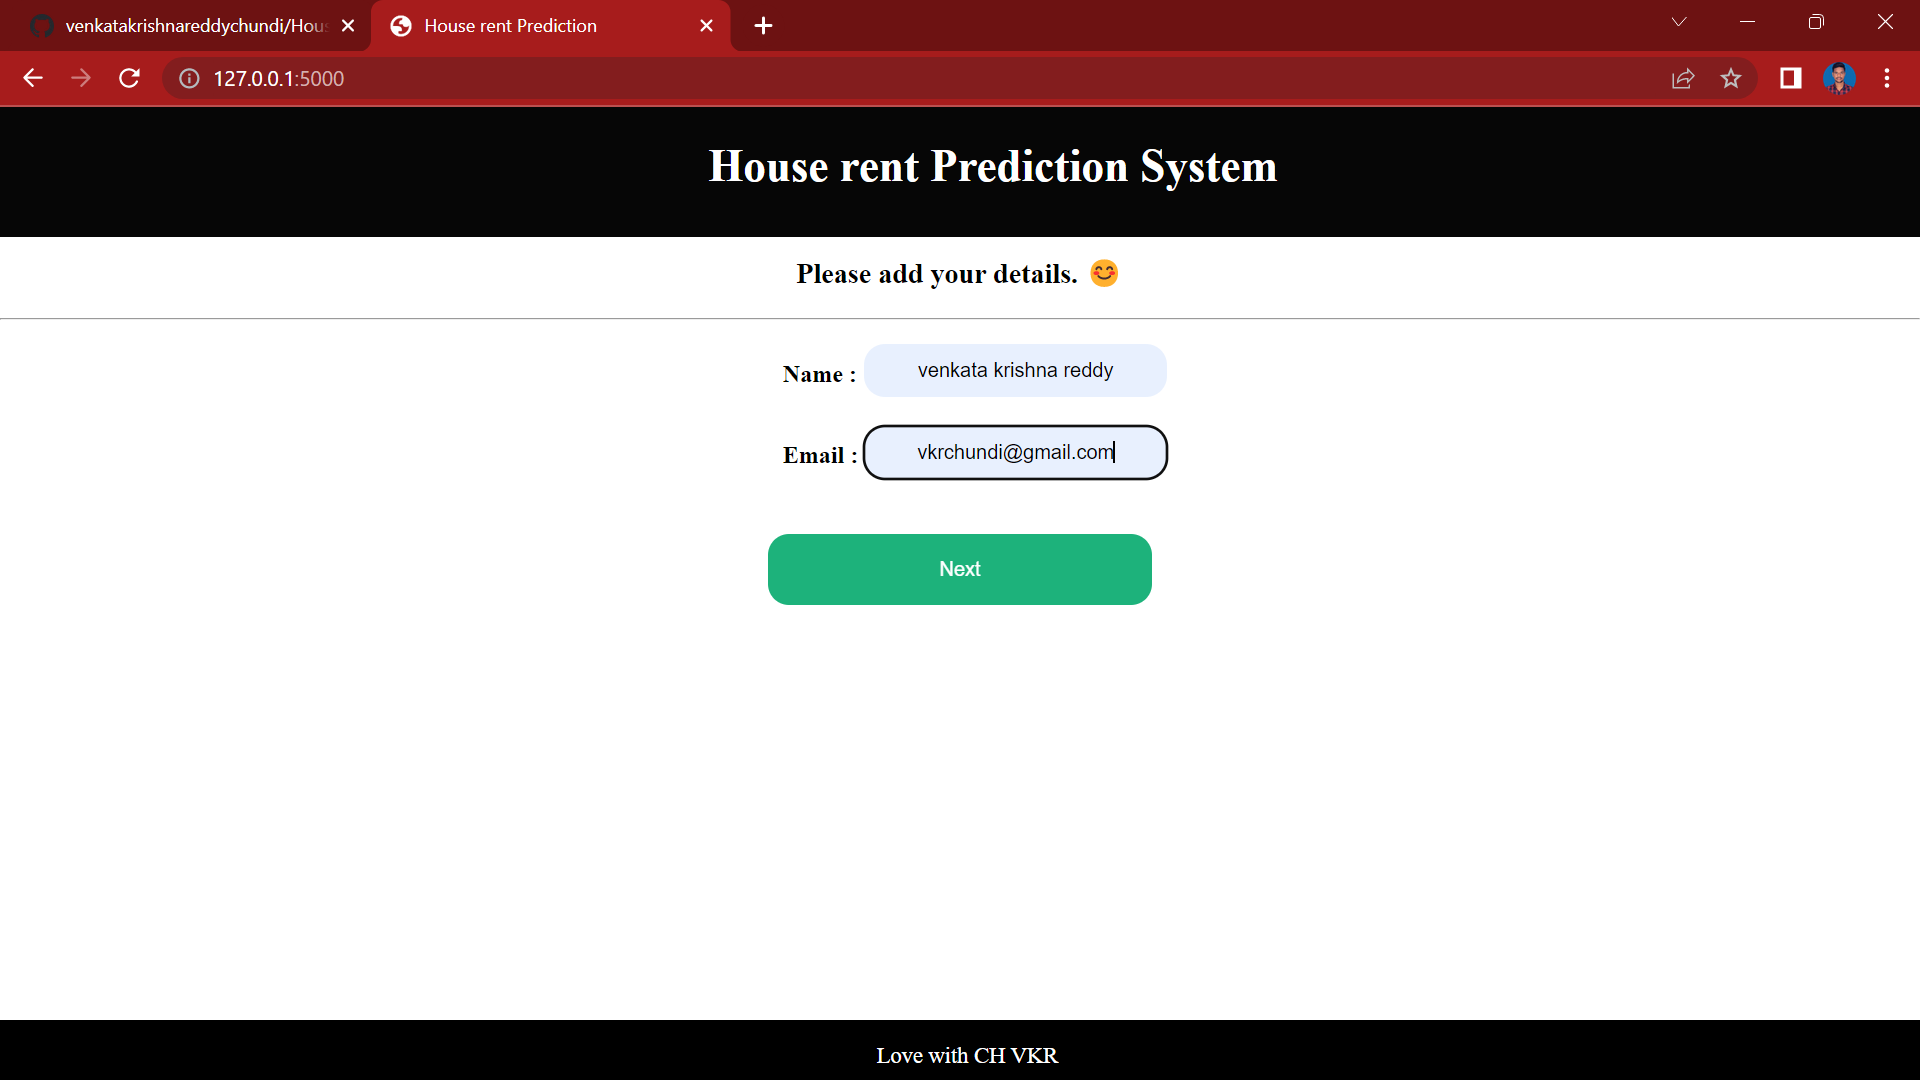 venkatakrishnareddychundi/Hous
House rent Prediction
127.0.0.1:5000
House rent Prediction System
Please add your details. 😊
Name : venkata krishna reddy
Email : vkrchundi@gmail.com
Next
Love with CH VKR